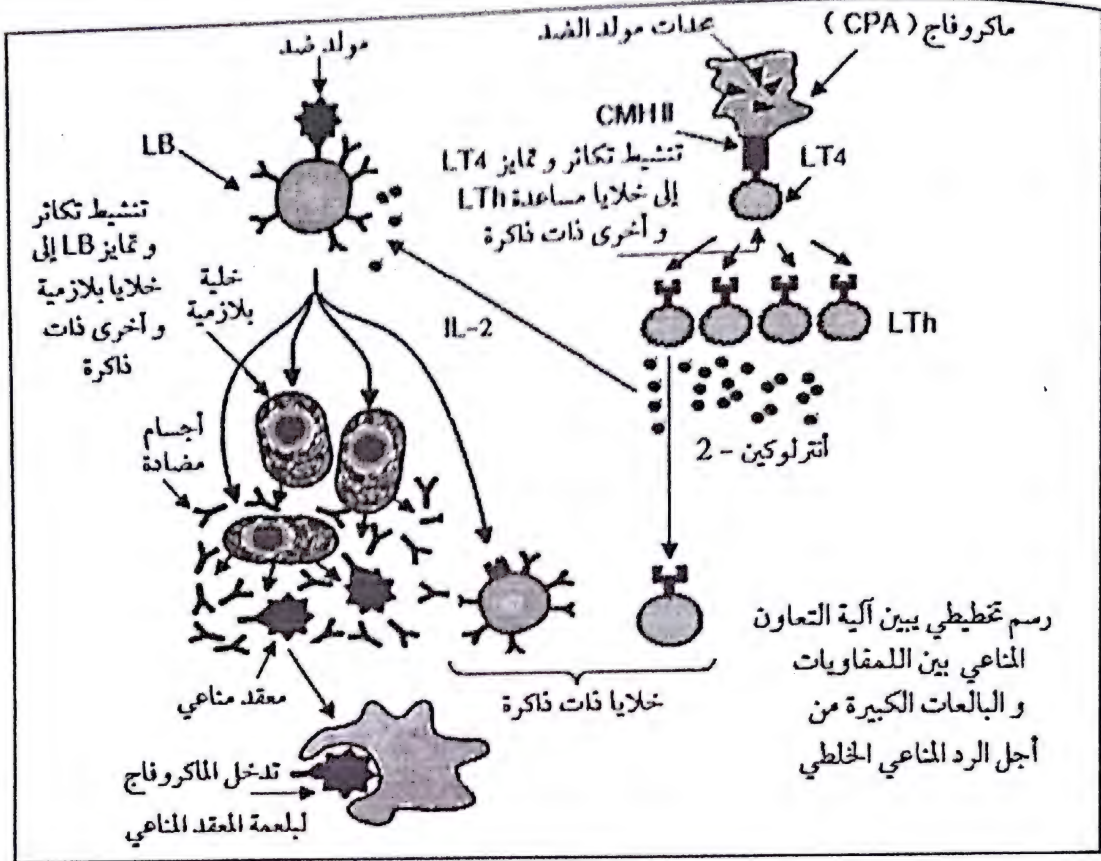 ماكروفاج ( CPA )
محدات مولد الضد
مولد ضد
CMH II
LB
LT4
تنشيط تكاثر و تمايز LT4
إلى خلايا مساعدة LTh
و أخرى ذات ذاكرة
تنشيط تكاثر
و تمايز LB إلى
خلايا بلازمية
و أخرى ذات
ذاكرة
خلية
بلازمية
IL-2
LTh
أنترلوكين - 2
أجسام
مضادة
معقد مناعي
خلايا ذات ذاكرة
رسم تخطيطي يبين آلية التعاون
المناعي بين اللمفاويات
و البالعات الكبيرة من
أجل الرد المناعي الخلطي
تدخل الماكروفاج
لبلعمة المعقد المناعي